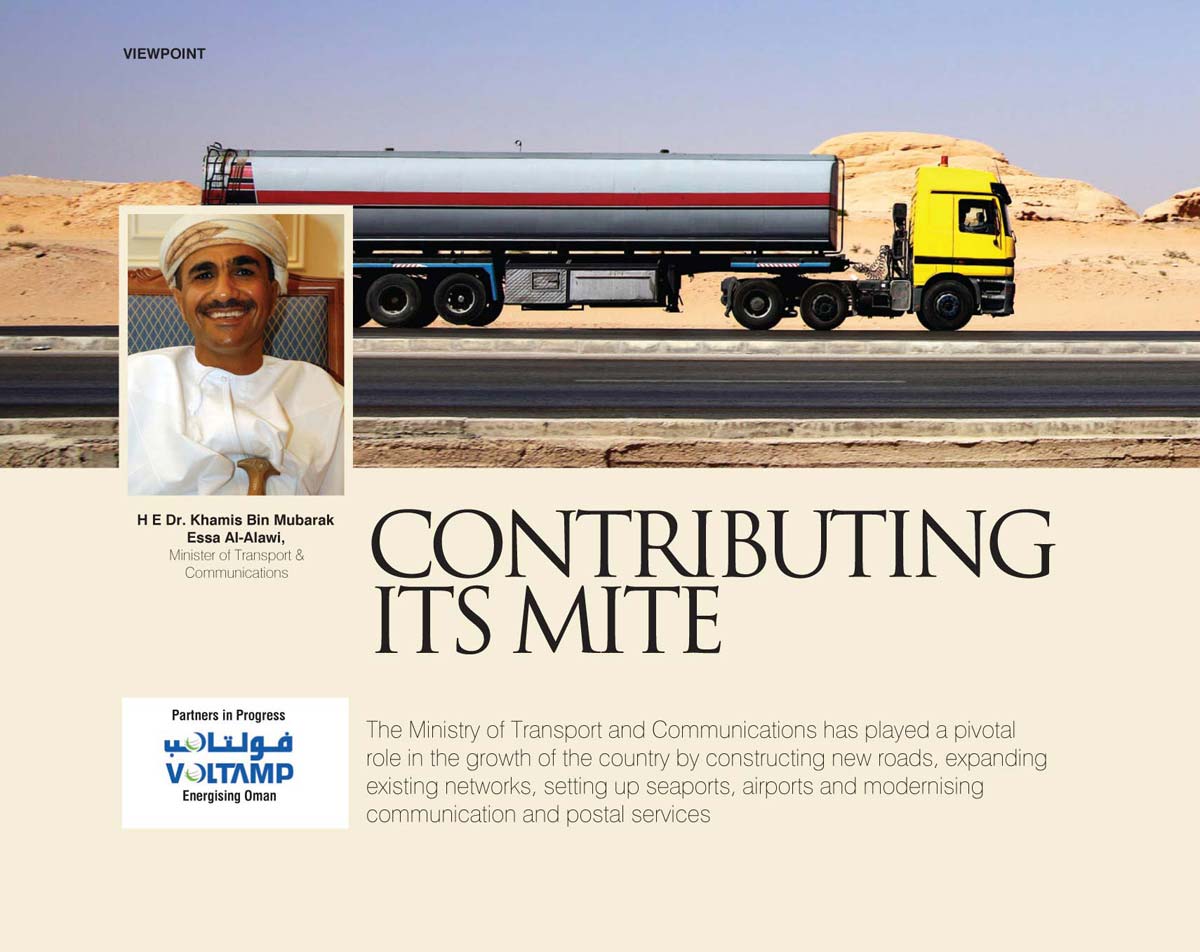 VIEWPOINT
H E Dr. Khamis Bin Mubarak
Essa Al-Alawi,
Minister of Transport &
Communications
CONTRIBUTING
ITS MITE
Partners in Progress
فولتامب
VOLTAMP
Energising Oman
The Ministry of Transport and Communications has played a pivotal
role in the growth of the country by constructing new roads, expanding
existing networks, setting up seaports, airports and modernising
communication and postal services